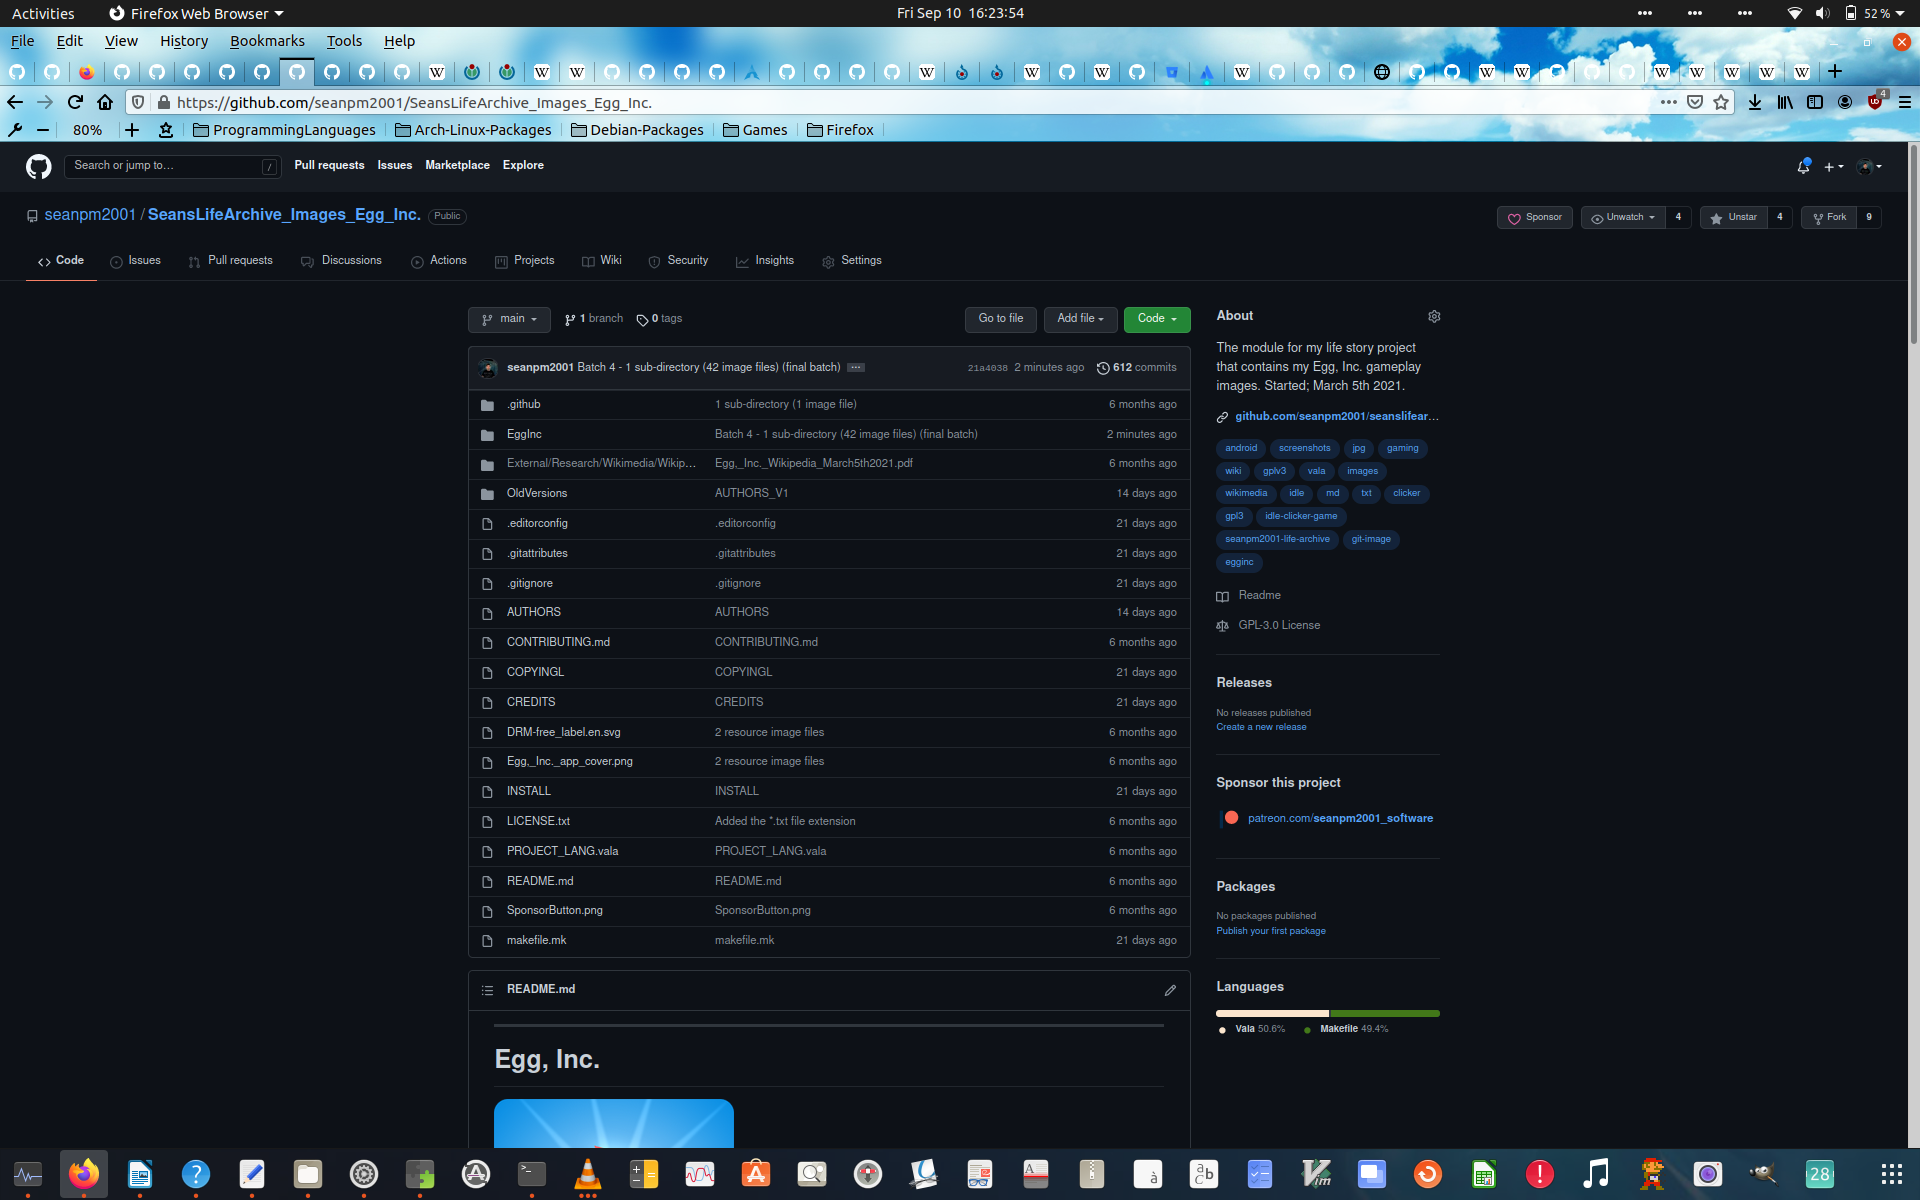 Activities Firefox Web Browser Fri Sep 10 16:23:54 52 %
File Edit View History Bookmarks Tools Help
https://github.com/seanpm2001/SeansLifeArchive_Images_Egg_Inc. 4
80% ProgrammingLanguages Arch-Linux-Packages Debian-Packages Games Firefox
Search or jump to… / Pull requests Issues Marketplace Explore
seanpm2001 / SeansLifeArchive_Images_Egg_Inc. Public Sponsor Unwatch 4 Unstar 4 Fork 9
Code Issues Pull requests Discussions Actions Projects Wiki Security Insights Settings
main 1 branch 0 tags Go to file Add file Code
seanpm2001 Batch 4 - 1 sub-directory (42 image files) (final batch) ... 21a4038 2 minutes ago 612 commits
.github 1 sub-directory (1 image file) 6 months ago
EggInc Batch 4 - 1 sub-directory (42 image files) (final batch) 2 minutes ago
External/Research/Wikimedia/Wikip... Egg,_Inc._Wikipedia_March5th2021.pdf 6 months ago
OldVersions AUTHORS_V1 14 days ago
.editorconfig .editorconfig 21 days ago
.gitattributes .gitattributes 21 days ago
.gitignore .gitignore 21 days ago
AUTHORS AUTHORS 14 days ago
CONTRIBUTING.md CONTRIBUTING.md 6 months ago
COPYINGL COPYINGL 21 days ago
CREDITS CREDITS 21 days ago
DRM-free_label.en.svg 2 resource image files 6 months ago
Egg,_Inc._app_cover.png 2 resource image files 6 months ago
INSTALL INSTALL 21 days ago
LICENSE.txt Added the *.txt file extension 6 months ago
PROJECT_LANG.vala PROJECT_LANG.vala 6 months ago
README.md README.md 6 months ago
SponsorButton.png SponsorButton.png 6 months ago
makefile.mk makefile.mk 21 days ago
README.md
Egg, Inc.
About
The module for my life story project
that contains my Egg, Inc. gameplay
images. Started; March 5th 2021.
github.com/seanpm2001/seanslifear...
android screenshots jpg gaming
wiki gplv3 vala images
wikimedia idle md txt clicker
gpl3 idle-clicker-game
seanpm2001-life-archive git-image
egginc
Readme
GPL-3.0 License
Releases
No releases published
Create a new release
Sponsor this project
patreon.com/seanpm2001_software
Packages
No packages published
Publish your first package
Languages
Vala 50.6% Makefile 49.4%
28